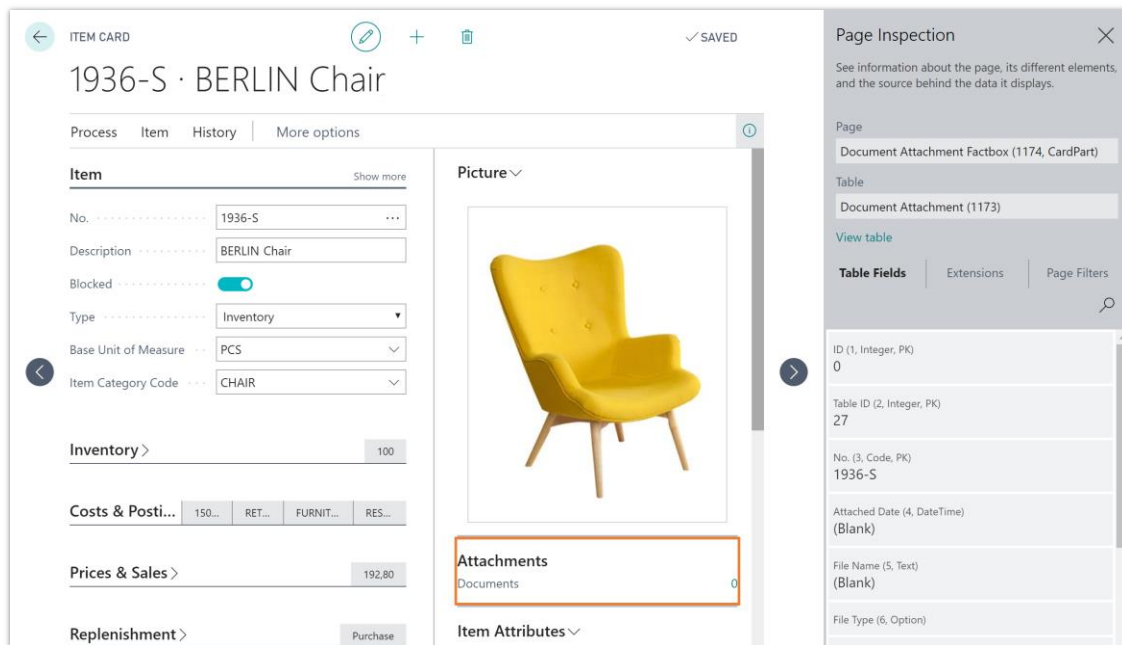 ITEM CARD
SAVED
1936-S · BERLIN Chair
Process Item History More options
Item Show more
No. 1936-S ...
Description BERLIN Chair
Blocked
Type Inventory
Base Unit of Measure PCS
Item Category Code CHAIR
Inventory 100
Costs & Posti... 150... RET... FURNIT... RES...
Prices & Sales 192,80
Replenishment Purchase
Picture
Attachments
Documents 0
Item Attributes
Page Inspection
See information about the page, its different elements,
and the source behind the data it displays.
Page
Document Attachment Factbox (1174, CardPart)
Table
Document Attachment (1173)
View table
Table Fields Extensions Page Filters
ID (1, Integer, PK)
0
Table ID (2, Integer, PK)
27
No. (3, Code, PK)
1936-S
Attached Date (4, DateTime)
(Blank)
File Name (5, Text)
(Blank)
File Type (6, Option)